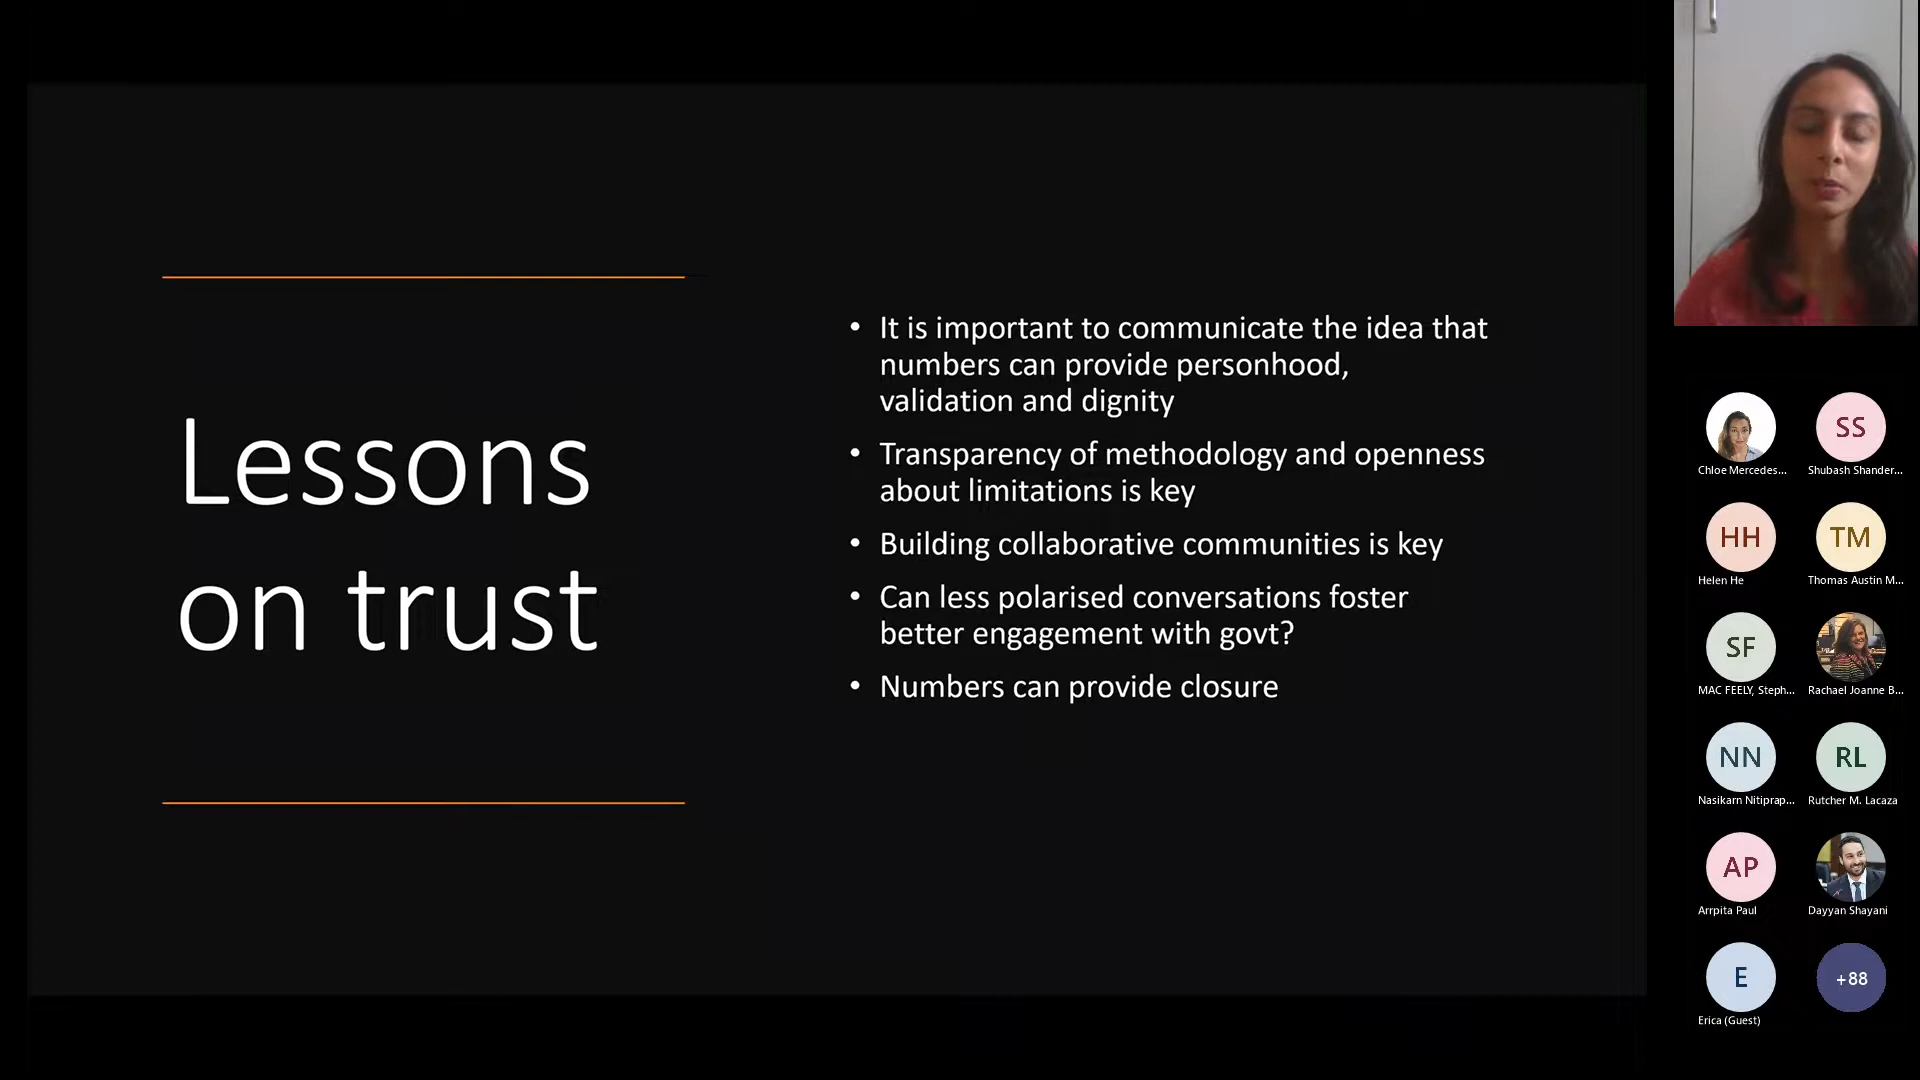 Lessons
on trust
• It is important to communicate the idea that
numbers can provide personhood,
validation and dignity
• Transparency of methodology and openness
about limitations is key
• Building collaborative communities is key
• Can less polarised conversations foster
better engagement with govt?
• Numbers can provide closure
Chloe Mercedes...
SS
Shubash Shander...
HH
Helen He
TM
Thomas Austin M...
SF
MAC FEELY, Steph...
Rachael Joanne B...
NN
Nasikarn Nitiprap...
RL
Rutcher M. Lacaza
AP
Arrpita Paul
Dayyan Shayani
E
Erica (Guest)
+88